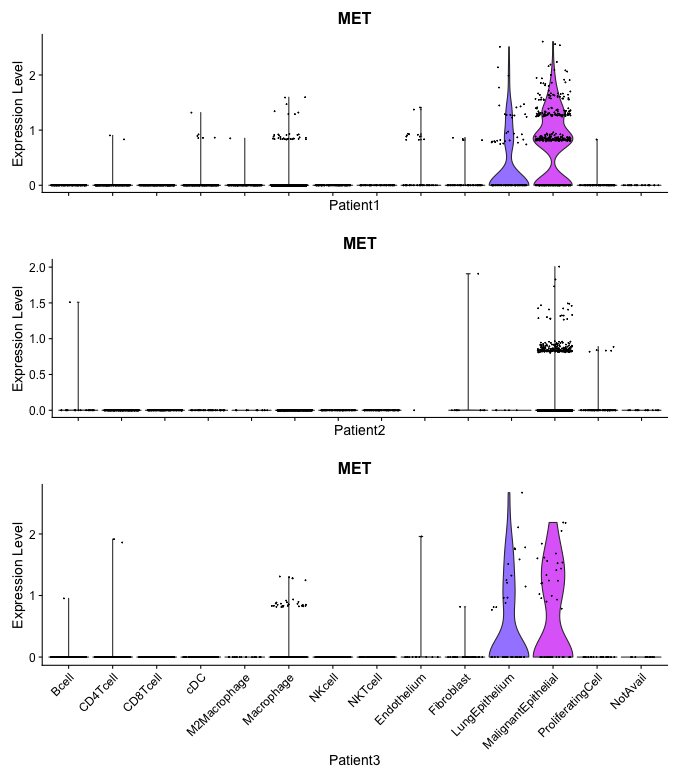 MET
Expression Level
2
1
0
Patient1
MET
Expression Level
2.0
1.5
1.0
0.5
0.0
Patient2
MET
Expression Level
2
1
0
Bcell
CD4Tcell
CD8Tcell
cDC
M2Macrophage
Macrophage
NKcell
NKTcell
Endothelium
Fibroblast
LungEpithelium
MalignantEpithelial
ProliferatingCell
NotAvail
Patient3